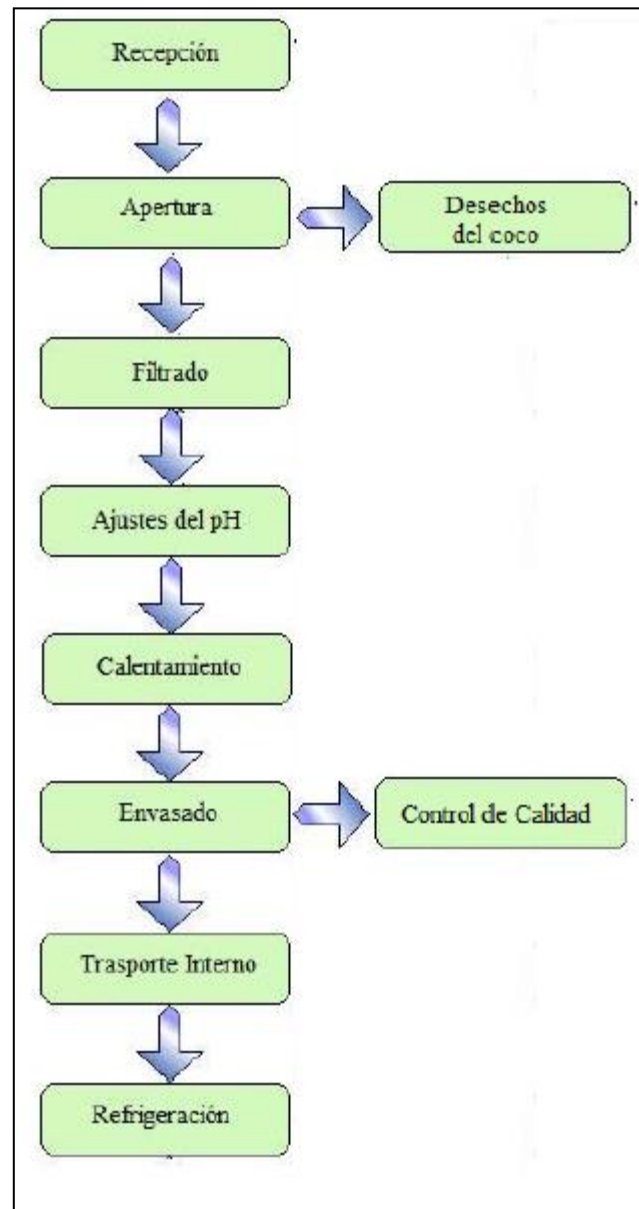 Recepción
Apertura
Desechos
del coco
Filtrado
Ajustes del pH
Calentamiento
Envasado
Control de Calidad
Trasporte Interno
Refrigeración